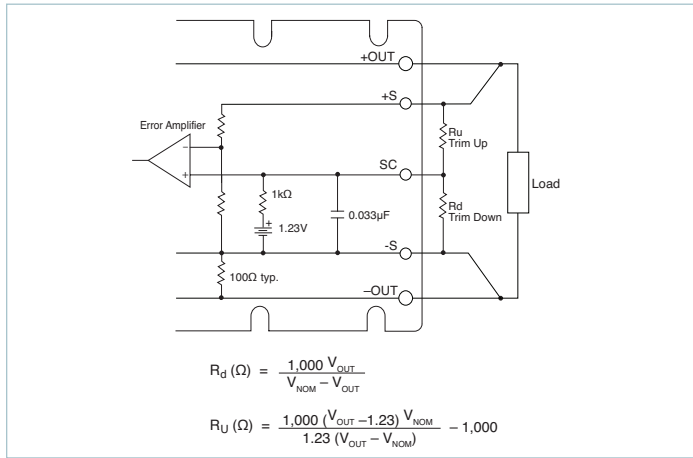 +OUT
+S
Error Amplifier
−
+
Ru
Trim Up
SC
1kΩ
+
1.23V
0.033µF
Rd
Trim Down
Load
-S
100Ω typ.
–OUT
Rd (Ω) = 1,000 VOUT / VNOM – VOUT
RU (Ω) = 1,000 (VOUT –1.23) VNOM / 1.23 (VOUT – VNOM) – 1,000